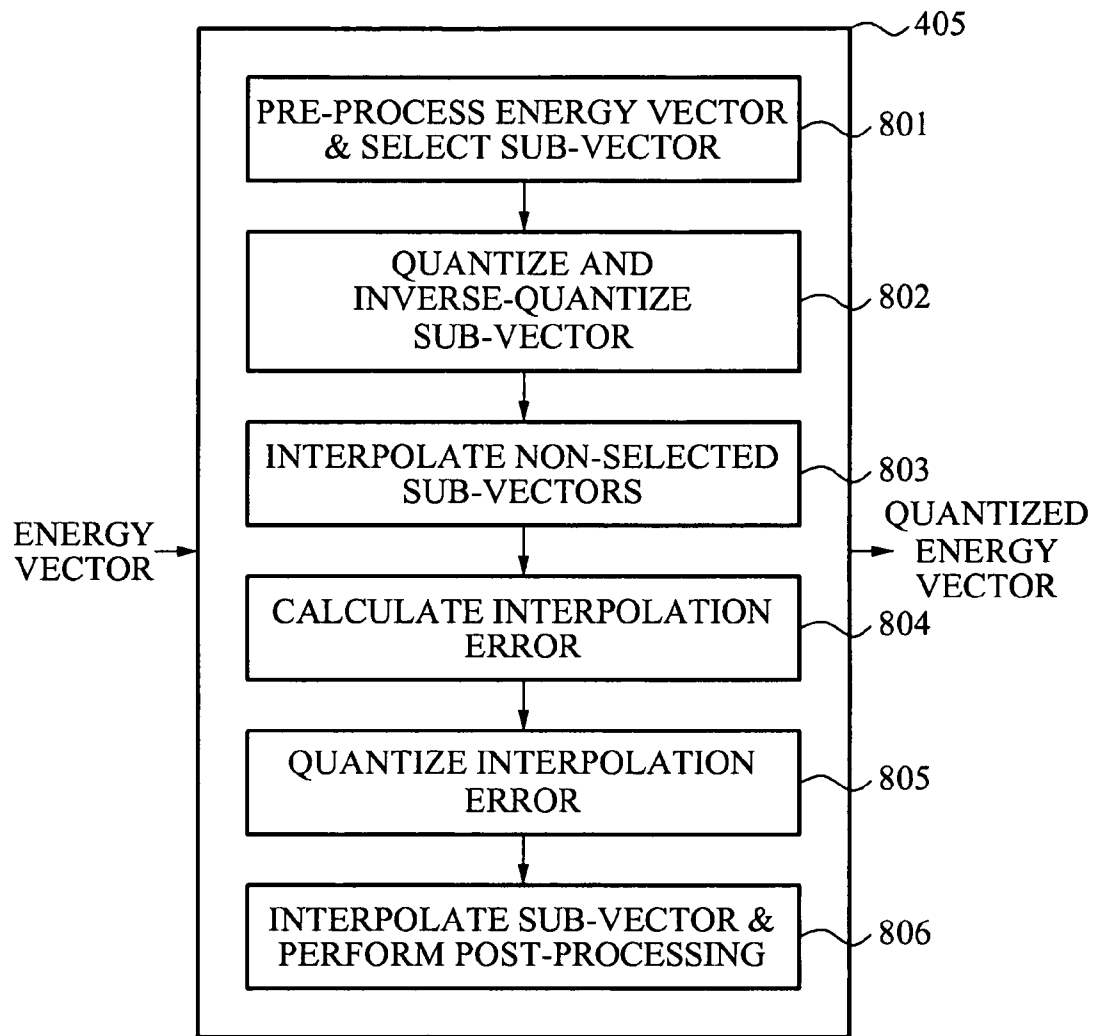 405
PRE-PROCESS ENERGY VECTOR
& SELECT SUB-VECTOR
801
QUANTIZE AND
INVERSE-QUANTIZE
SUB-VECTOR
802
INTERPOLATE NON-SELECTED
SUB-VECTORS
803
ENERGY
VECTOR
QUANTIZED
ENERGY
VECTOR
CALCULATE INTERPOLATION
ERROR
804
QUANTIZE INTERPOLATION
ERROR
805
INTERPOLATE SUB-VECTOR &
PERFORM POST-PROCESSING
806